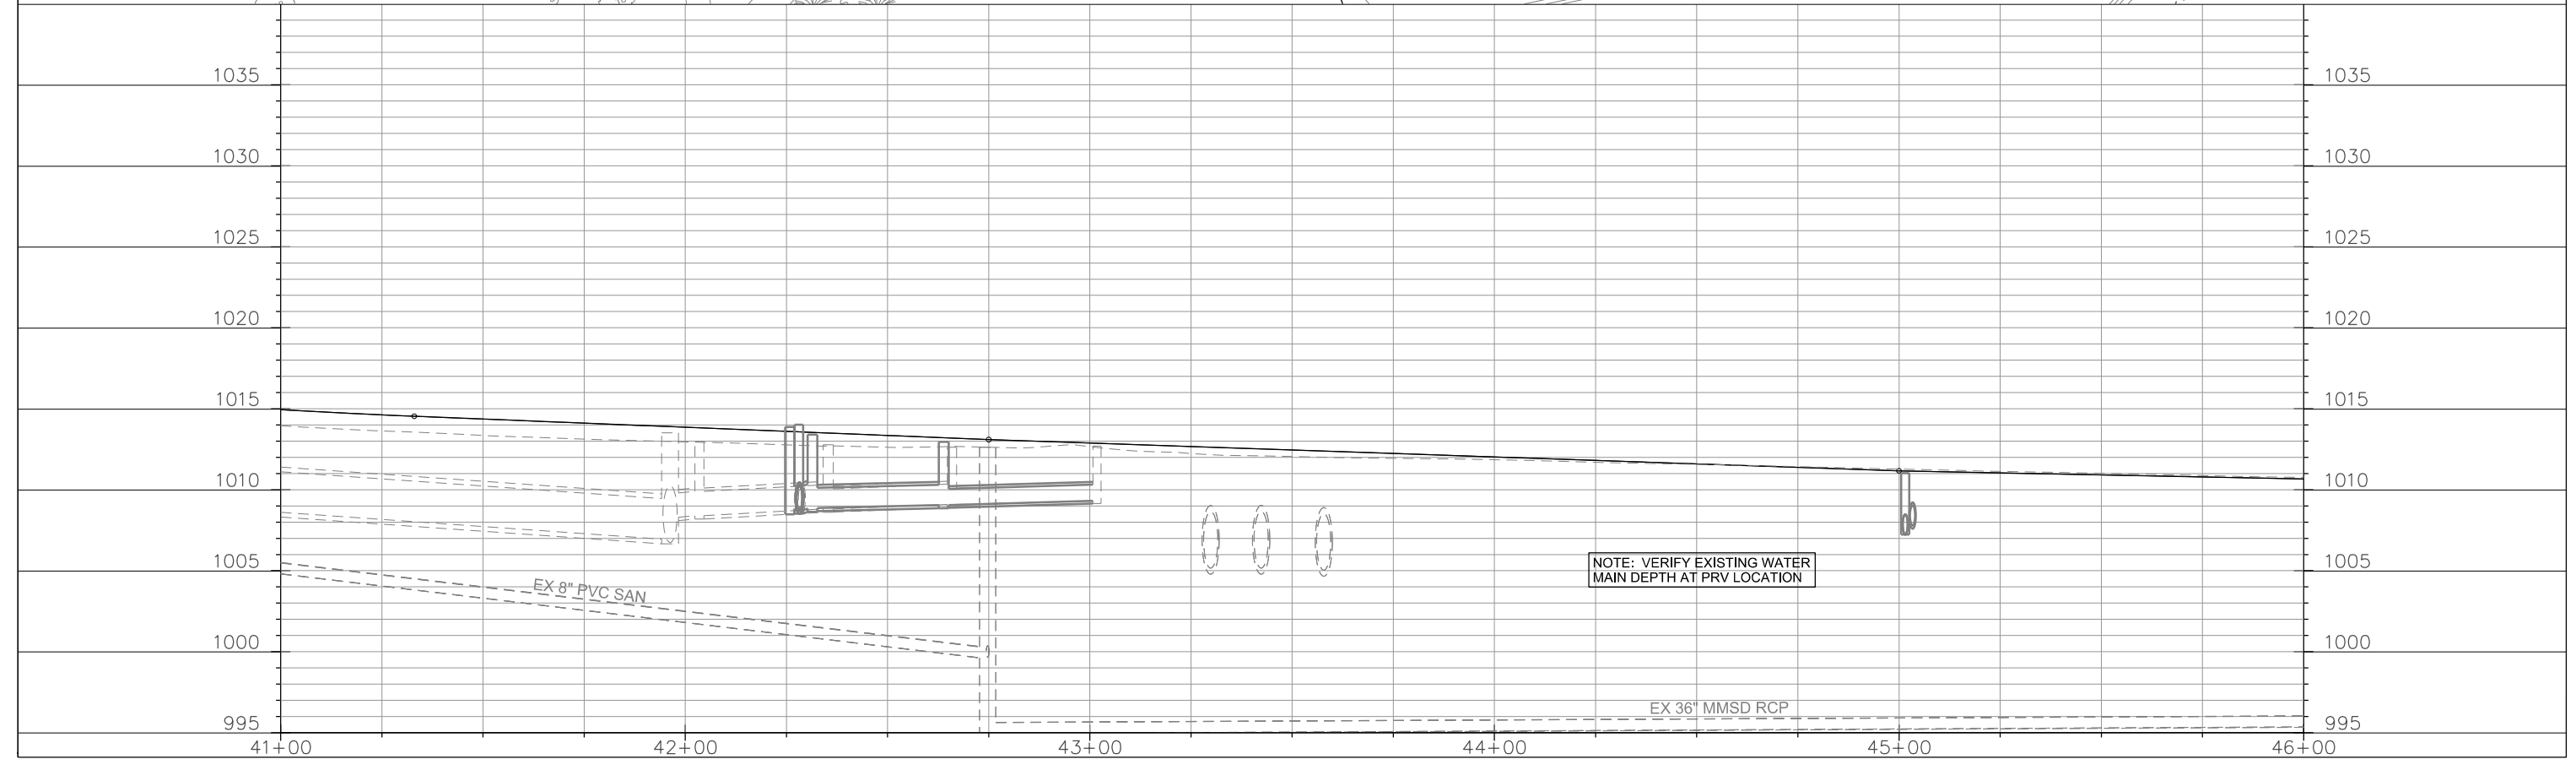 1035 1035
1030 1030
1025 1025
1020 1020
1015 1015
1010 1010
1005 1005
NOTE: VERIFY EXISTING WATER
MAIN DEPTH AT PRV LOCATION
EX 8" PVC SAN
1000 1000
EX 36" MMSD RCP
995 995
41+00 42+00 43+00 44+00 45+00 46+00